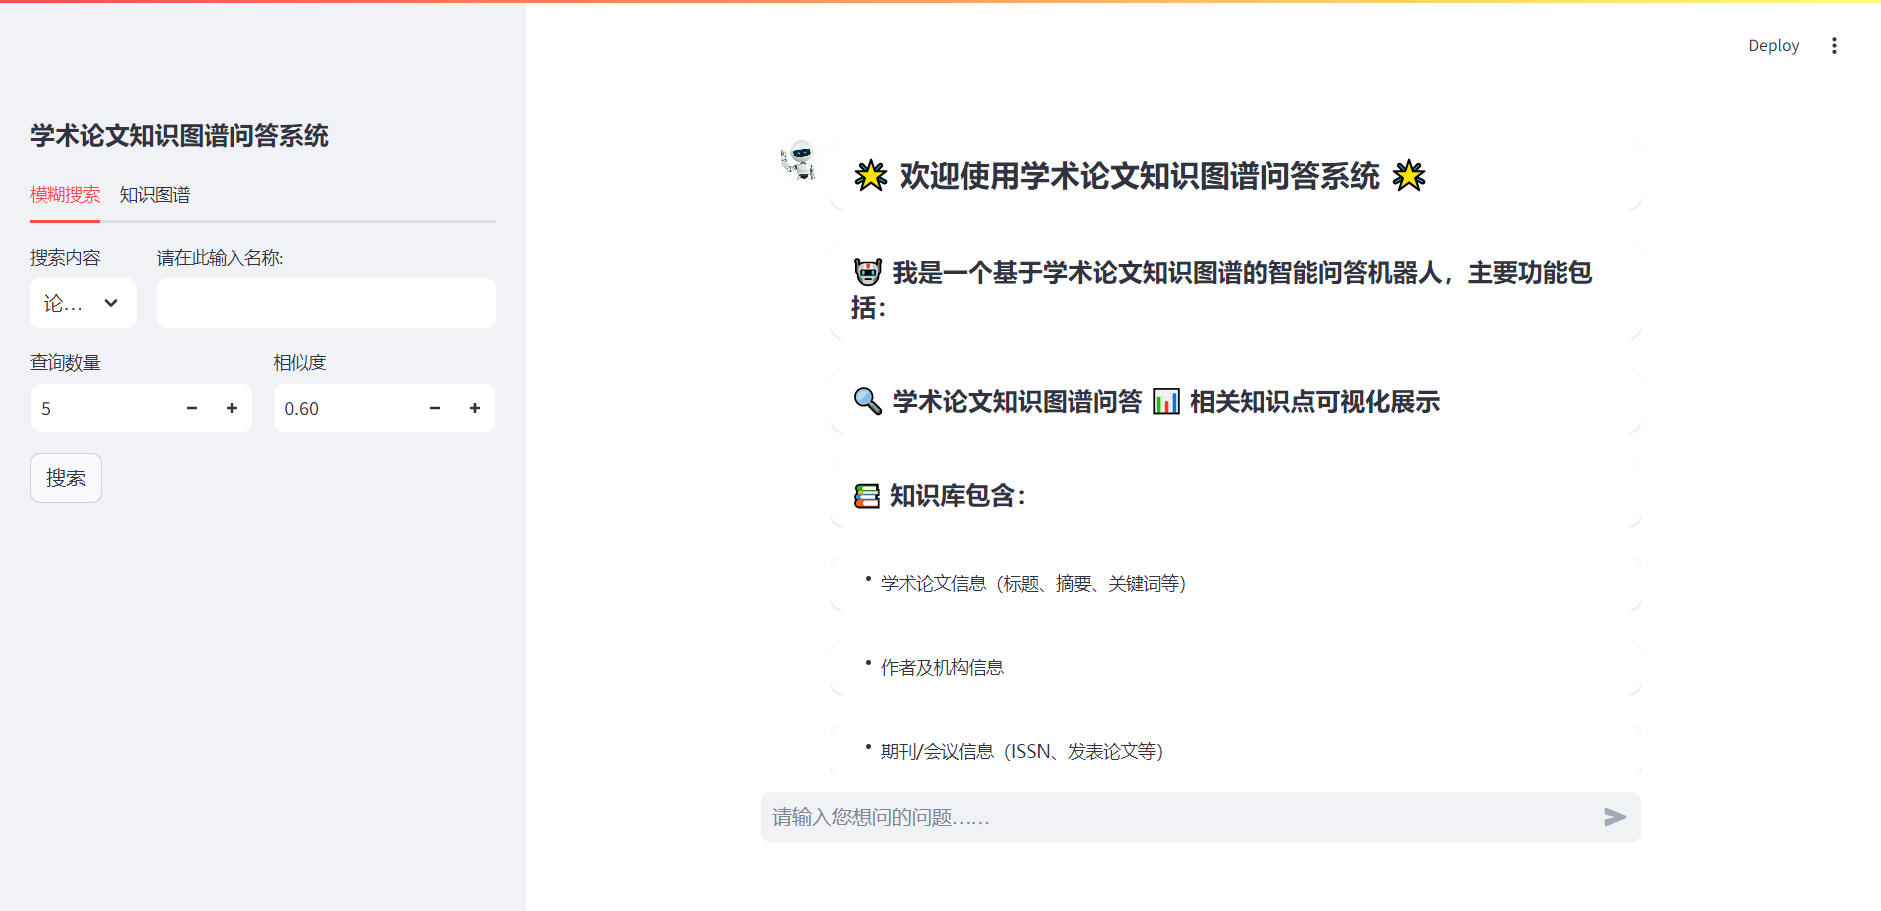 Deploy
学术论文知识图谱问答系统
模糊搜索 知识图谱
搜索内容 请在此输入名称:
论...
查询数量 相似度
5 0.60
搜索
欢迎使用学术论文知识图谱问答系统
我是一个基于学术论文知识图谱的智能问答机器人，主要功能包
括：
学术论文知识图谱问答 相关知识点可视化展示
知识库包含：
学术论文信息（标题、摘要、关键词等）
作者及机构信息
期刊/会议信息（ISSN、发表论文等）
请输入您想问的问题……